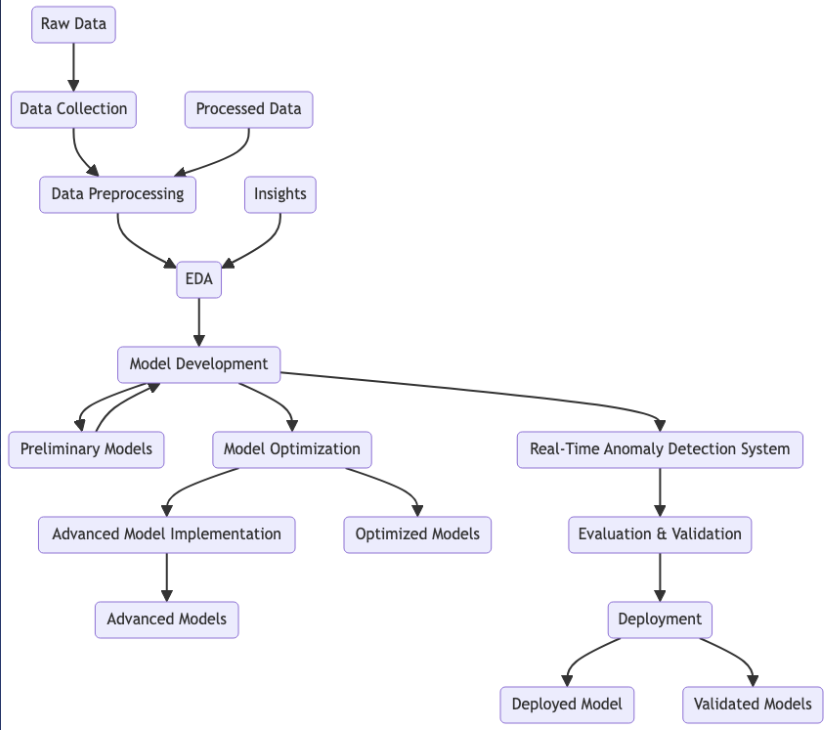 Raw Data
Data Collection
Processed Data
Data Preprocessing
Insights
EDA
Model Development
Preliminary Models
Model Optimization
Real-Time Anomaly Detection System
Advanced Model Implementation
Optimized Models
Evaluation & Validation
Advanced Models
Deployment
Deployed Model
Validated Models